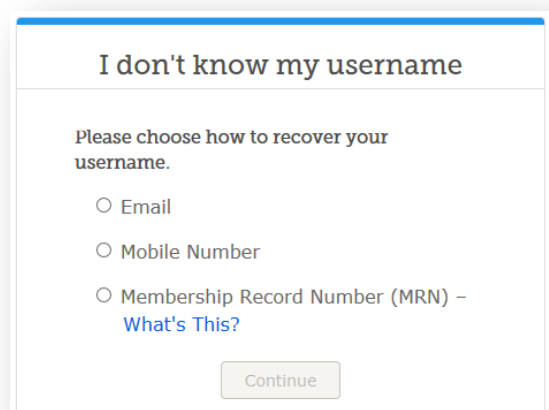 I don't know my username
Please choose how to recover your
username.
Email
Mobile Number
Membership Record Number (MRN) –
What's This?
Continue